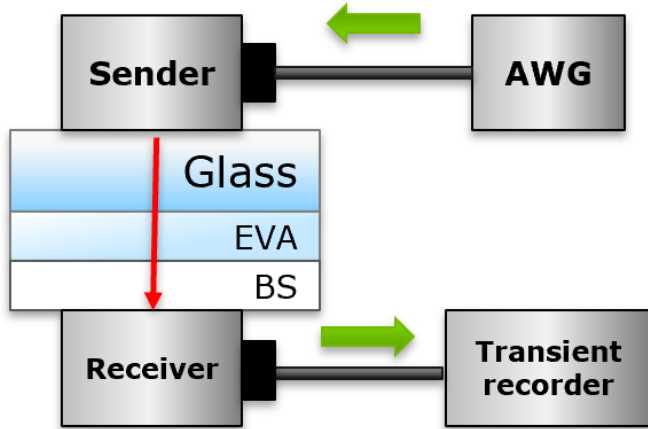 Sender
AWG
Glass
EVA
BS
Receiver
Transient
recorder